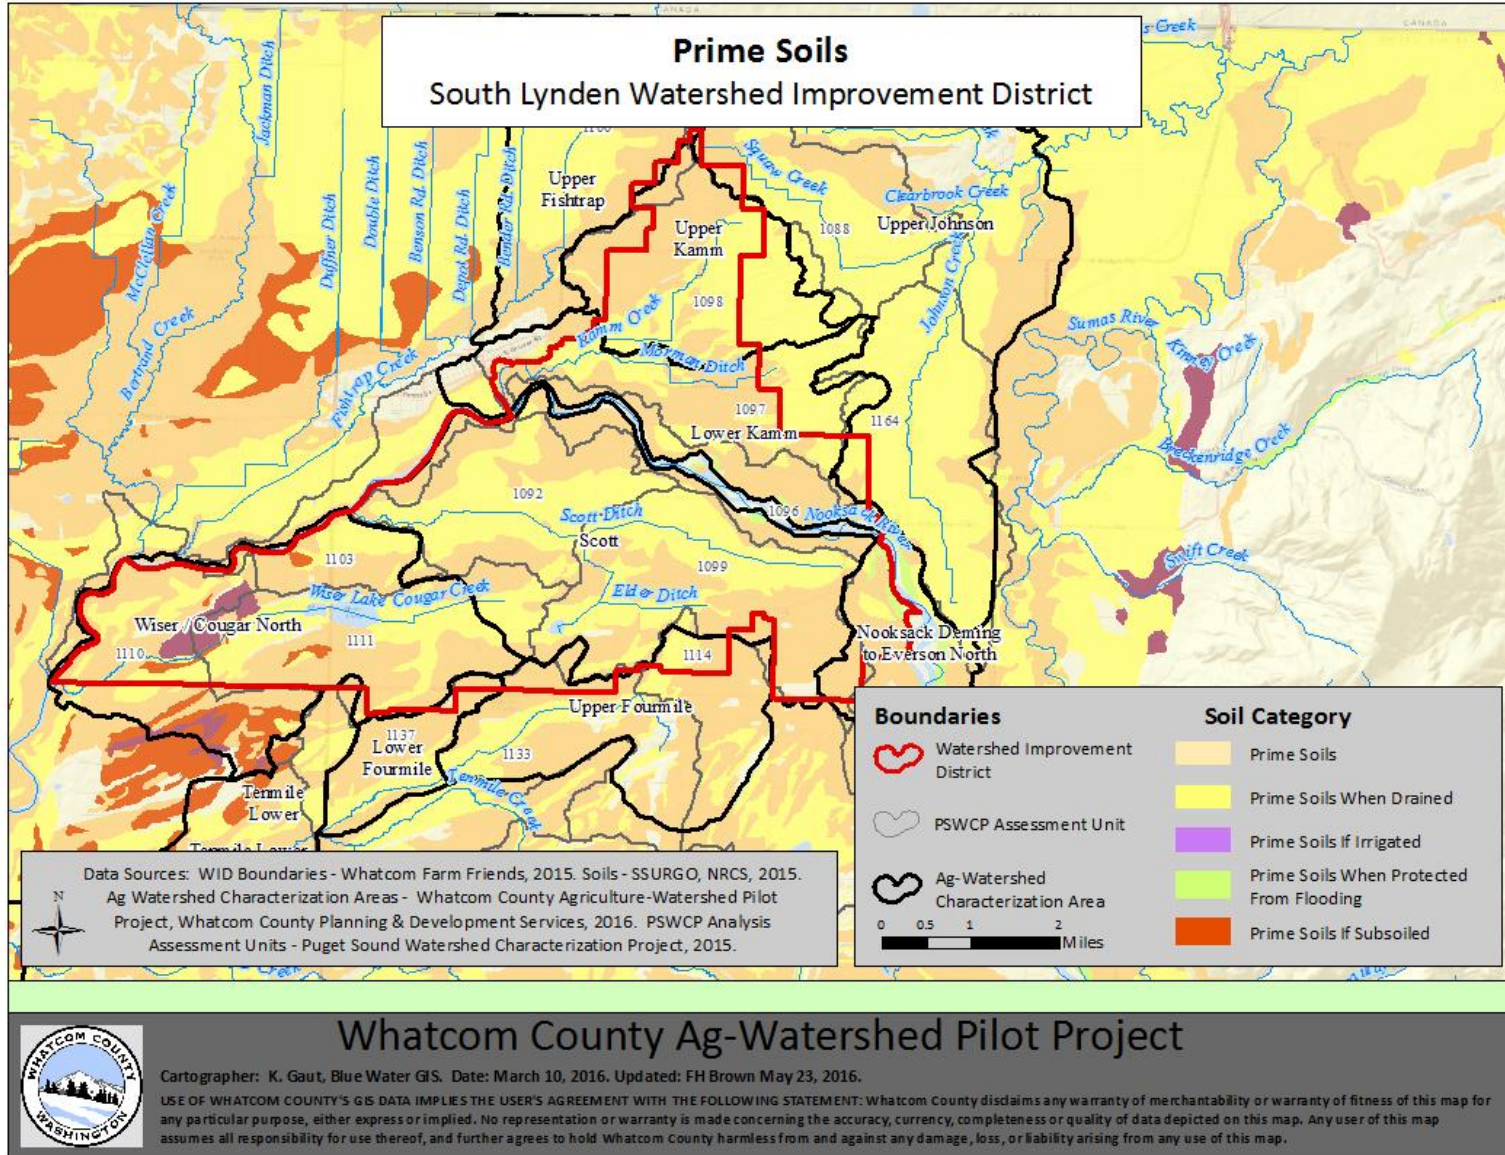 CANADA
CANADA
Prime Soils
South Lynden Watershed Improvement District
s Creek
Jackman Ditch
McClellan Creek
Bertrand Creek
Duffner Ditch
Double Ditch
Benson Rd. Ditch
Depot Rd. Ditch
Bender Rd. Ditch
Fishtrap Creek
Upper
Fishtrap
Squaw Creek
Clearbrook Creek
1088
Upper Johnson
Johnson Creek
Upper
Kamm
1098
Kamm Creek
Mormon Ditch
Sumas River
Kinney Creek
Breckenridge Creek
Swift Creek
1097
Lower Kamm
1164
1092
Scott Ditch
Scott
1096
Nooksack River
1099
Elder Ditch
1103
Wiser Lake Cougar Creek
Wiser / Cougar North
1110
1111
1114
Nooksack Deming
to Everson North
Upper Fourmile
1137
Lower
Fourmile
1133
Tenmile Creek
Tenmile
Lower
Tenmile Lower
Boundaries
Watershed Improvement
District
PSWCP Assessment Unit
Ag-Watershed
Characterization Area
0 0.5 1 2
Miles
Soil Category
Prime Soils
Prime Soils When Drained
Prime Soils If Irrigated
Prime Soils When Protected
From Flooding
Prime Soils If Subsoiled
N
Data Sources: WID Boundaries - Whatcom Farm Friends, 2015. Soils - SSURGO, NRCS, 2015.
Ag Watershed Characterization Areas - Whatcom County Agriculture-Watershed Pilot
Project, Whatcom County Planning & Development Services, 2016. PSWCP Analysis
Assessment Units - Puget Sound Watershed Characterization Project, 2015.
Creek
WHATCOM COUNTY
WASHINGTON
Whatcom County Ag-Watershed Pilot Project
Cartographer: K. Gaut, Blue Water GIS. Date: March 10, 2016. Updated: FH Brown May 23, 2016.
USE OF WHATCOM COUNTY'S GIS DATA IMPLIES THE USER'S AGREEMENT WITH THE FOLLOWING STATEMENT: Whatcom County disclaims any warranty of merchantability or warranty of fitness of this map for
any particular purpose, either express or implied. No representation or warranty is made concerning the accuracy, currency, completeness or quality of data depicted on this map. Any user of this map
assumes all responsibility for use thereof, and further agrees to hold Whatcom County harmless from and against any damage, loss, or liability arising from any use of this map.